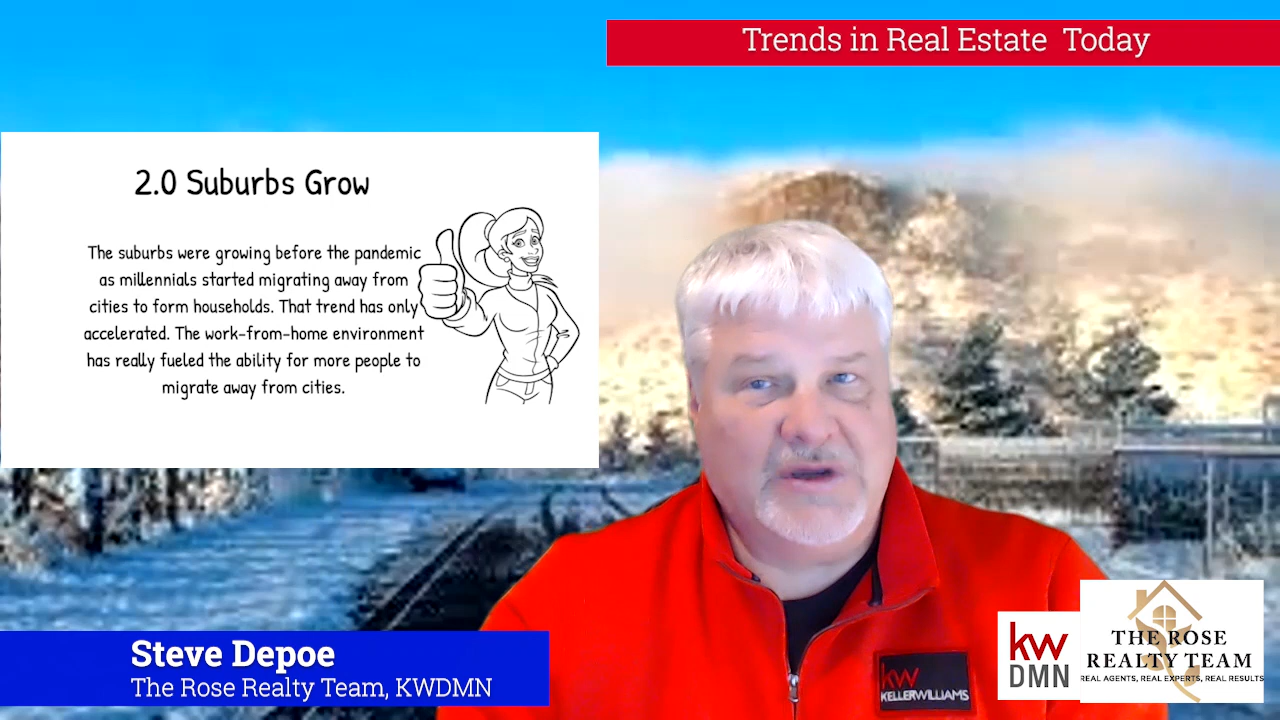 Trends in Real Estate Today
2.0 Suburbs Grow
The suburbs were growing before the pandemic
as millennials started migrating away from
cities to form households. That trend has only
accelerated. The work-from-home environment
has really fueled the ability for more people to
migrate away from cities.
Steve Depoe
The Rose Realty Team, KWDMN
kw
KELLERWILLIAMS
kw
DMN
THE ROSE
REALTY TEAM
REAL AGENTS, REAL EXPERTS, REAL RESULTS